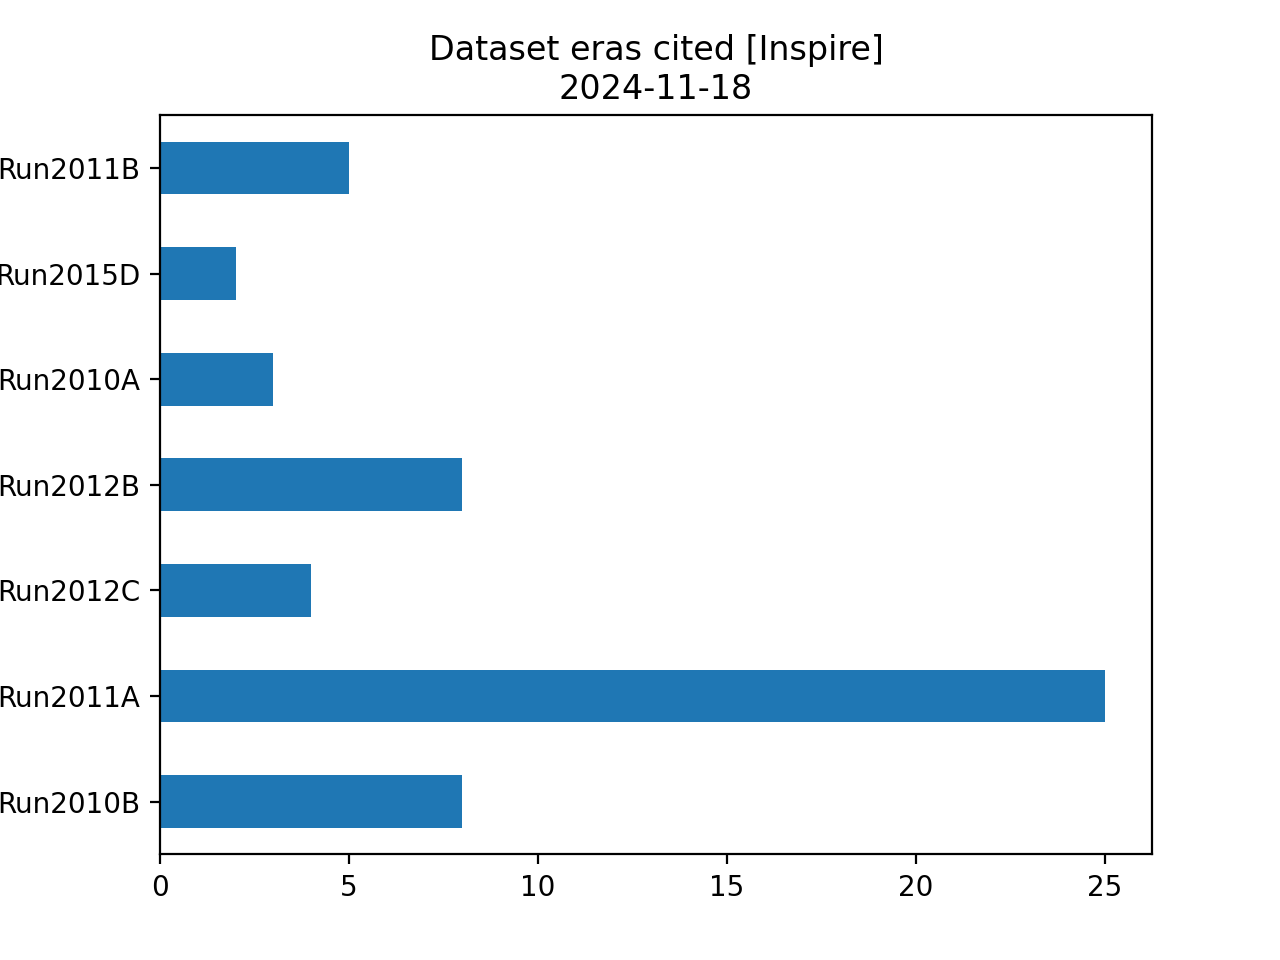 Dataset eras cited [Inspire]
2024-11-18
Run2011B
Run2015D
Run2010A
Run2012B
Run2012C
Run2011A
Run2010B
0 5 10 15 20 25